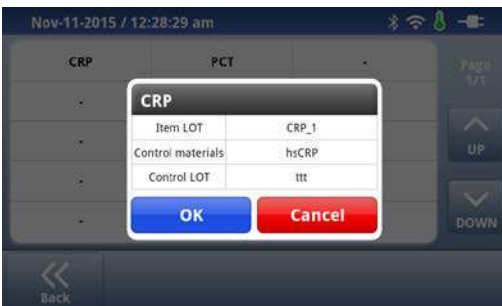 Nov-11-2015 / 12:28:29 am
CRP PCT -
Page
1/1
CRP
Item LOT CRP_1
Control materials hsCRP
Control LOT ttt
OK Cancel
UP
DOWN
Back